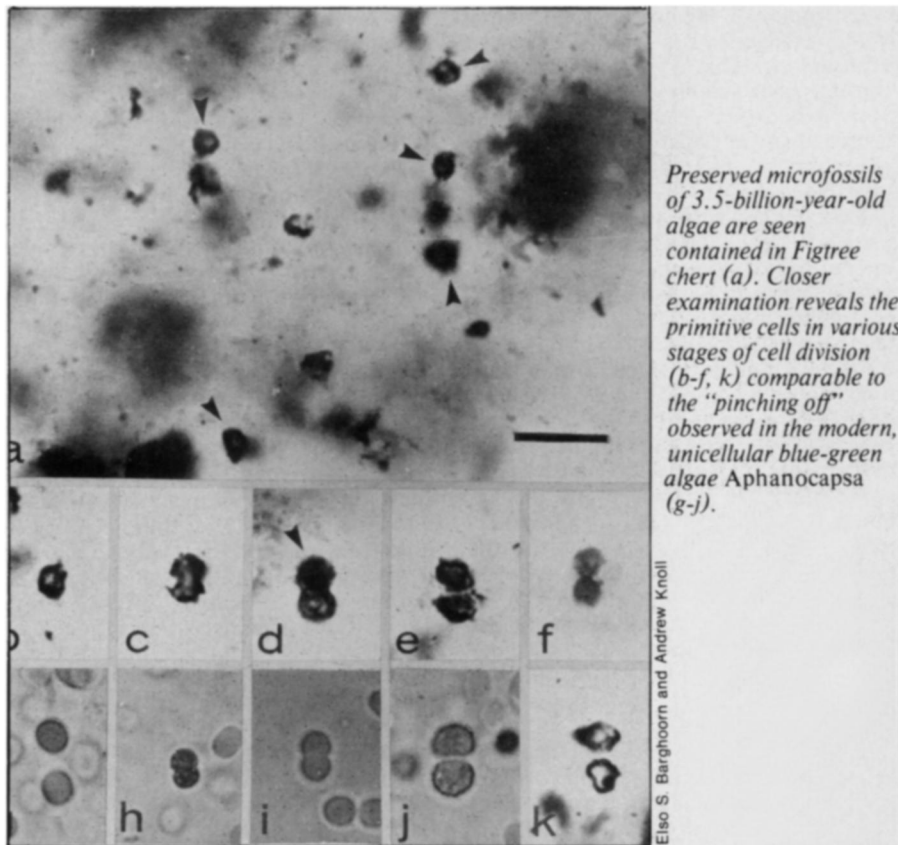 Preserved microfossils
of 3.5-billion-year-old
algae are seen
contained in Figtree
chert (a). Closer
examination reveals the
primitive cells in various
stages of cell division
(b-f, k) comparable to
the "pinching off"
observed in the modern,
unicellular blue-green
algae Aphanocapsa
(g-j).
Elso S. Barghoorn and Andrew Knoll
a
b c d e f
h i j k